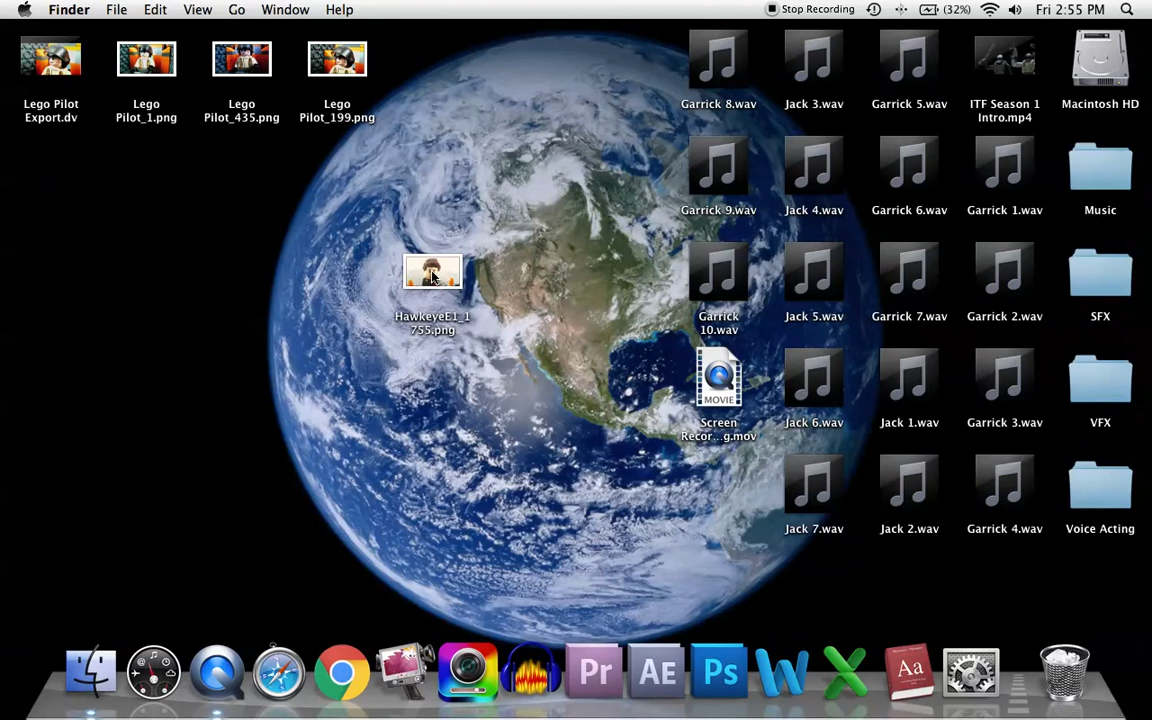 Finder File Edit View Go Window Help Stop Recording (32%) Fri 2:55 PM
Lego Pilot
Export.dv
Lego
Pilot_1.png
Lego
Pilot_435.png
Lego
Pilot_199.png
Garrick 8.wav
Jack 3.wav
Garrick 5.wav
ITF Season 1
Intro.mp4
Macintosh HD
Garrick 9.wav
Jack 4.wav
Garrick 6.wav
Garrick 1.wav
Music
HawkeyeE1_1
755.png
Garrick
10.wav
Jack 5.wav
Garrick 7.wav
Garrick 2.wav
SFX
MOVIE
Screen
Recor...g.mov
Jack 6.wav
Jack 1.wav
Garrick 3.wav
VFX
Jack 7.wav
Jack 2.wav
Garrick 4.wav
Voice Acting
Pr AE Ps W X Aa